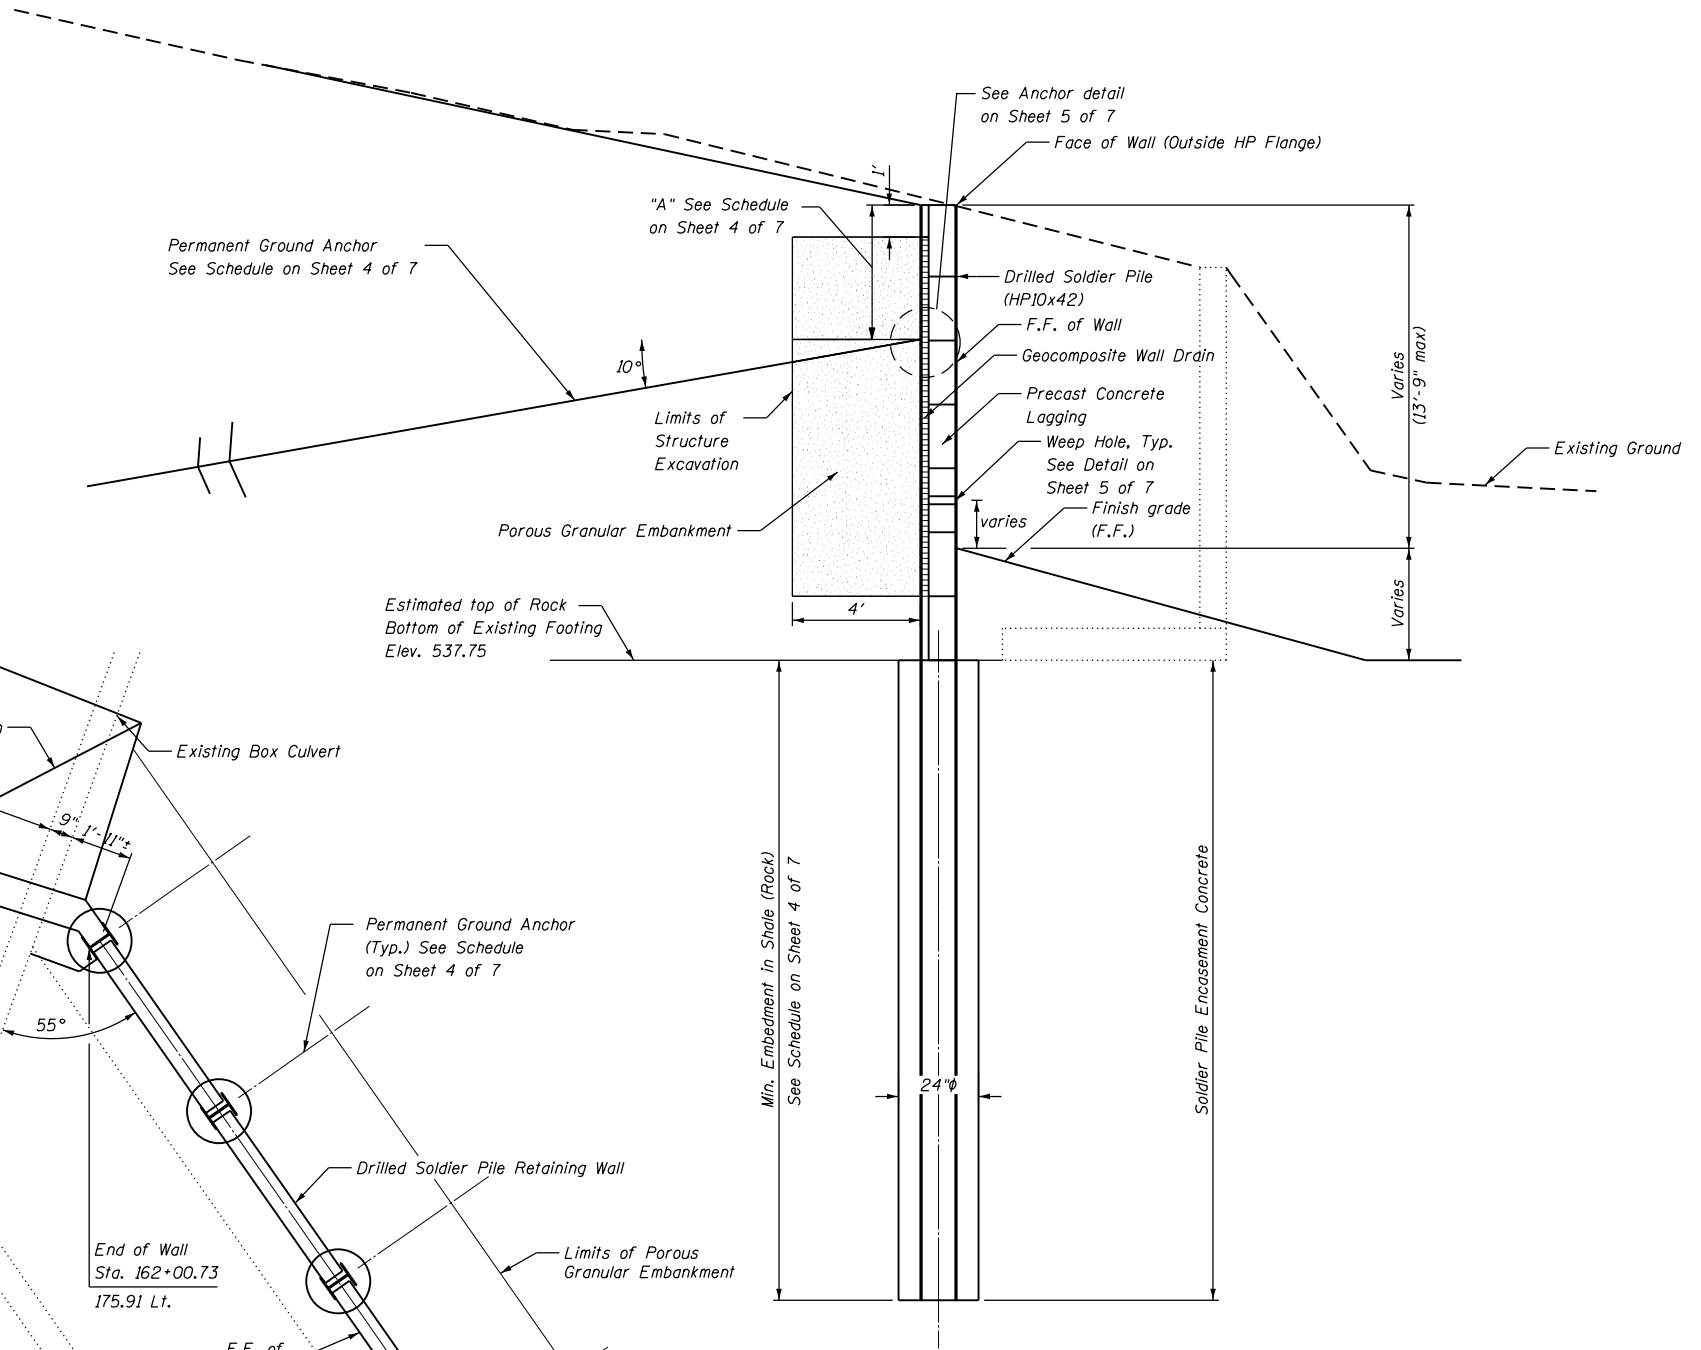 See Anchor detail
on Sheet 5 of 7
Face of Wall (Outside HP Flange)
1'
"A" See Schedule
on Sheet 4 of 7
Permanent Ground Anchor
See Schedule on Sheet 4 of 7
Drilled Soldier Pile
(HP10x42)
F.F. of Wall
Geocomposite Wall Drain
10°
Limits of
Structure
Excavation
Precast Concrete
Lagging
Weep Hole, Typ.
See Detail on
Sheet 5 of 7
Varies
(13'-9" max)
Existing Ground
Porous Granular Embankment
varies
Finish grade
(F.F.)
Estimated top of Rock
Bottom of Existing Footing
Elev. 537.75
4'
Varies
Existing Box Culvert
9"
1'-11"±
Permanent Ground Anchor
(Typ.) See Schedule
on Sheet 4 of 7
55°
Min. Embedment in Shale (Rock)
See Schedule on Sheet 4 of 7
24"ϕ
Soldier Pile Encasement Concrete
Drilled Soldier Pile Retaining Wall
End of Wall
Sta. 162+00.73
175.91 Lt.
Limits of Porous
Granular Embankment
F.F. of